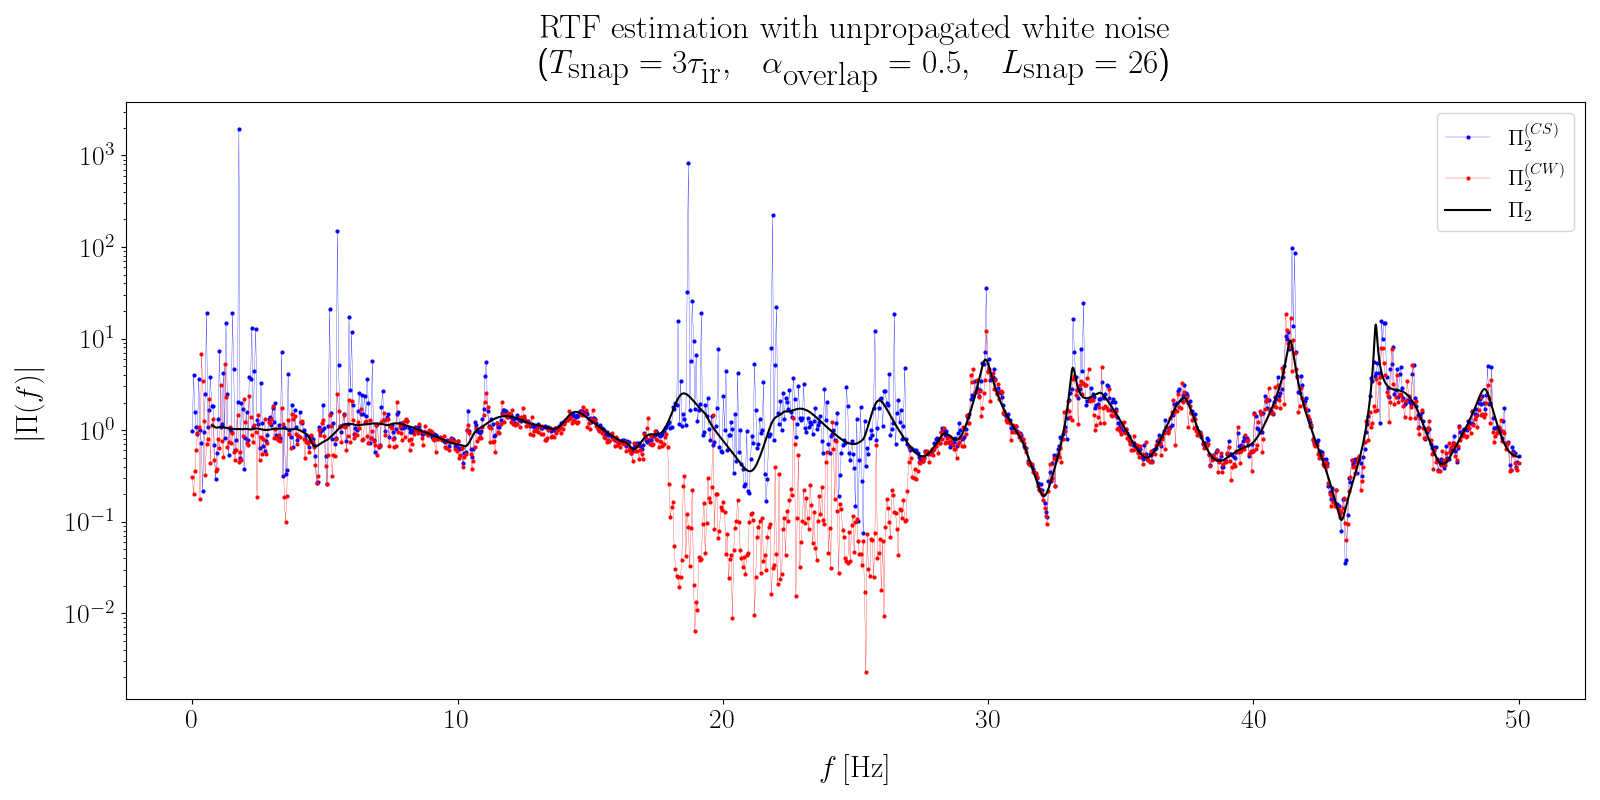 RTF estimation with unpropagated white noise
(T_snap = 3τ_ir, α_overlap = 0.5, L_snap = 26)
Π_2^(CS)
Π_2^(CW)
Π_2
|Π(f)|
10^3
10^2
10^1
10^0
10^−1
10^−2
0 10 20 30 40 50
f [Hz]